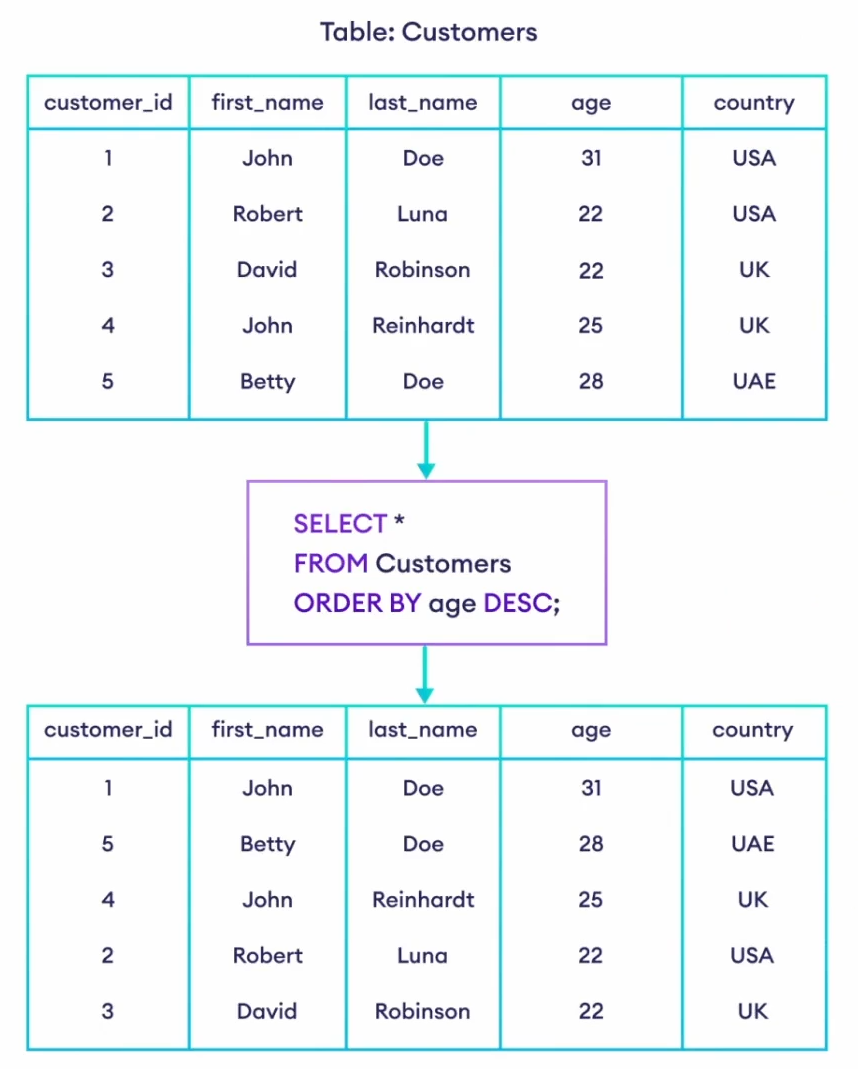 Table: Customers
customer_id first_name last_name age country
1 John Doe 31 USA
2 Robert Luna 22 USA
3 David Robinson 22 UK
4 John Reinhardt 25 UK
5 Betty Doe 28 UAE
SELECT *
FROM Customers
ORDER BY age DESC;
customer_id first_name last_name age country
1 John Doe 31 USA
5 Betty Doe 28 UAE
4 John Reinhardt 25 UK
2 Robert Luna 22 USA
3 David Robinson 22 UK